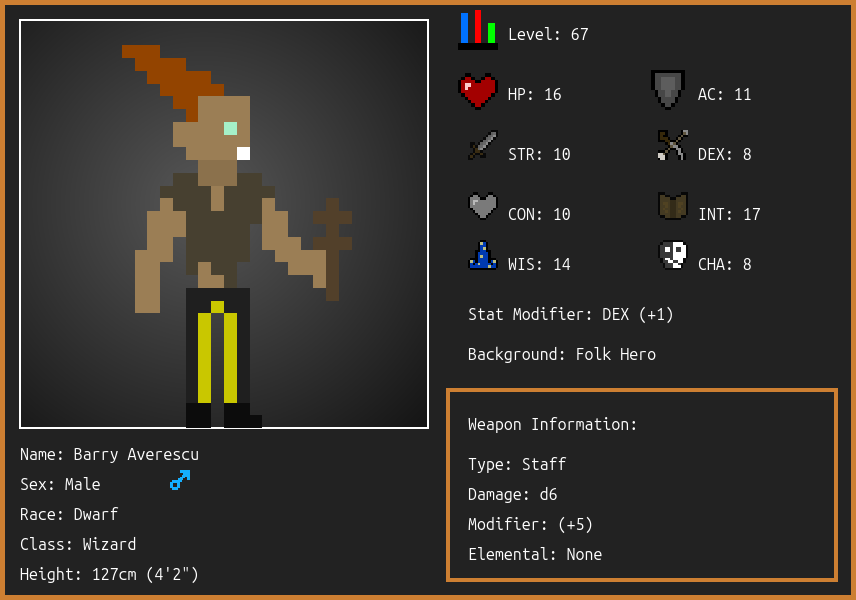 Level: 67
HP: 16
AC: 11
STR: 10
DEX: 8
CON: 10
INT: 17
WIS: 14
CHA: 8
Stat Modifier: DEX (+1)
Background: Folk Hero
Weapon Information:
Type: Staff
Damage: d6
Modifier: (+5)
Elemental: None
Name: Barry Averescu
Sex: Male
Race: Dwarf
Class: Wizard
Height: 127cm (4'2")